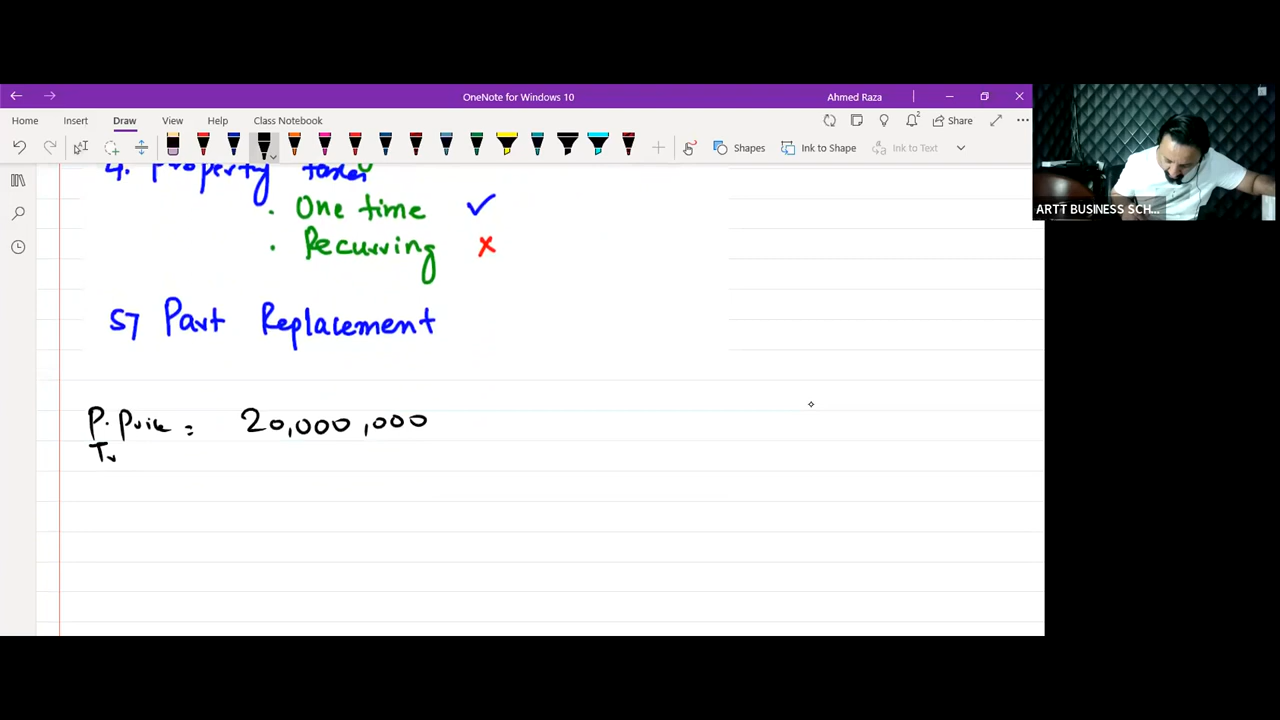 OneNote for Windows 10
Ahmed Raza
Home Insert Draw View Help Class Notebook
Share
Shapes
Ink to Shape
Ink to Text
4. Property taxes
· One time ✓
· Recurring ×
ARTT BUSINESS SCH...
57 Part Replacement
P. Price = 20,000,000